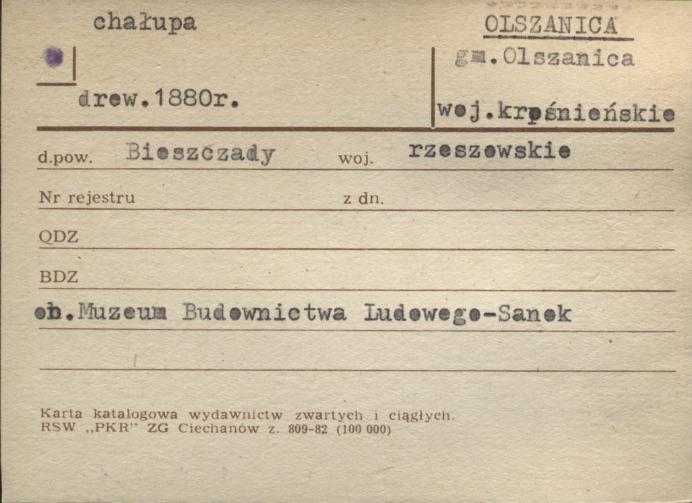 chałupa
OLSZANICA
gm.Olszanica
drew.1880r.
woj.krośnieńskie
d.pow. Bieszczady woj. rzeszowskie
Nr rejestru z dn.
QDZ
BDZ
ob.Muzeum Budownictwa Ludowego-Sanok
Karta katalogowa wydawnictw zwartych i ciągłych.
RSW „PKR" ZG Ciechanów z. 809-82 (100 000)